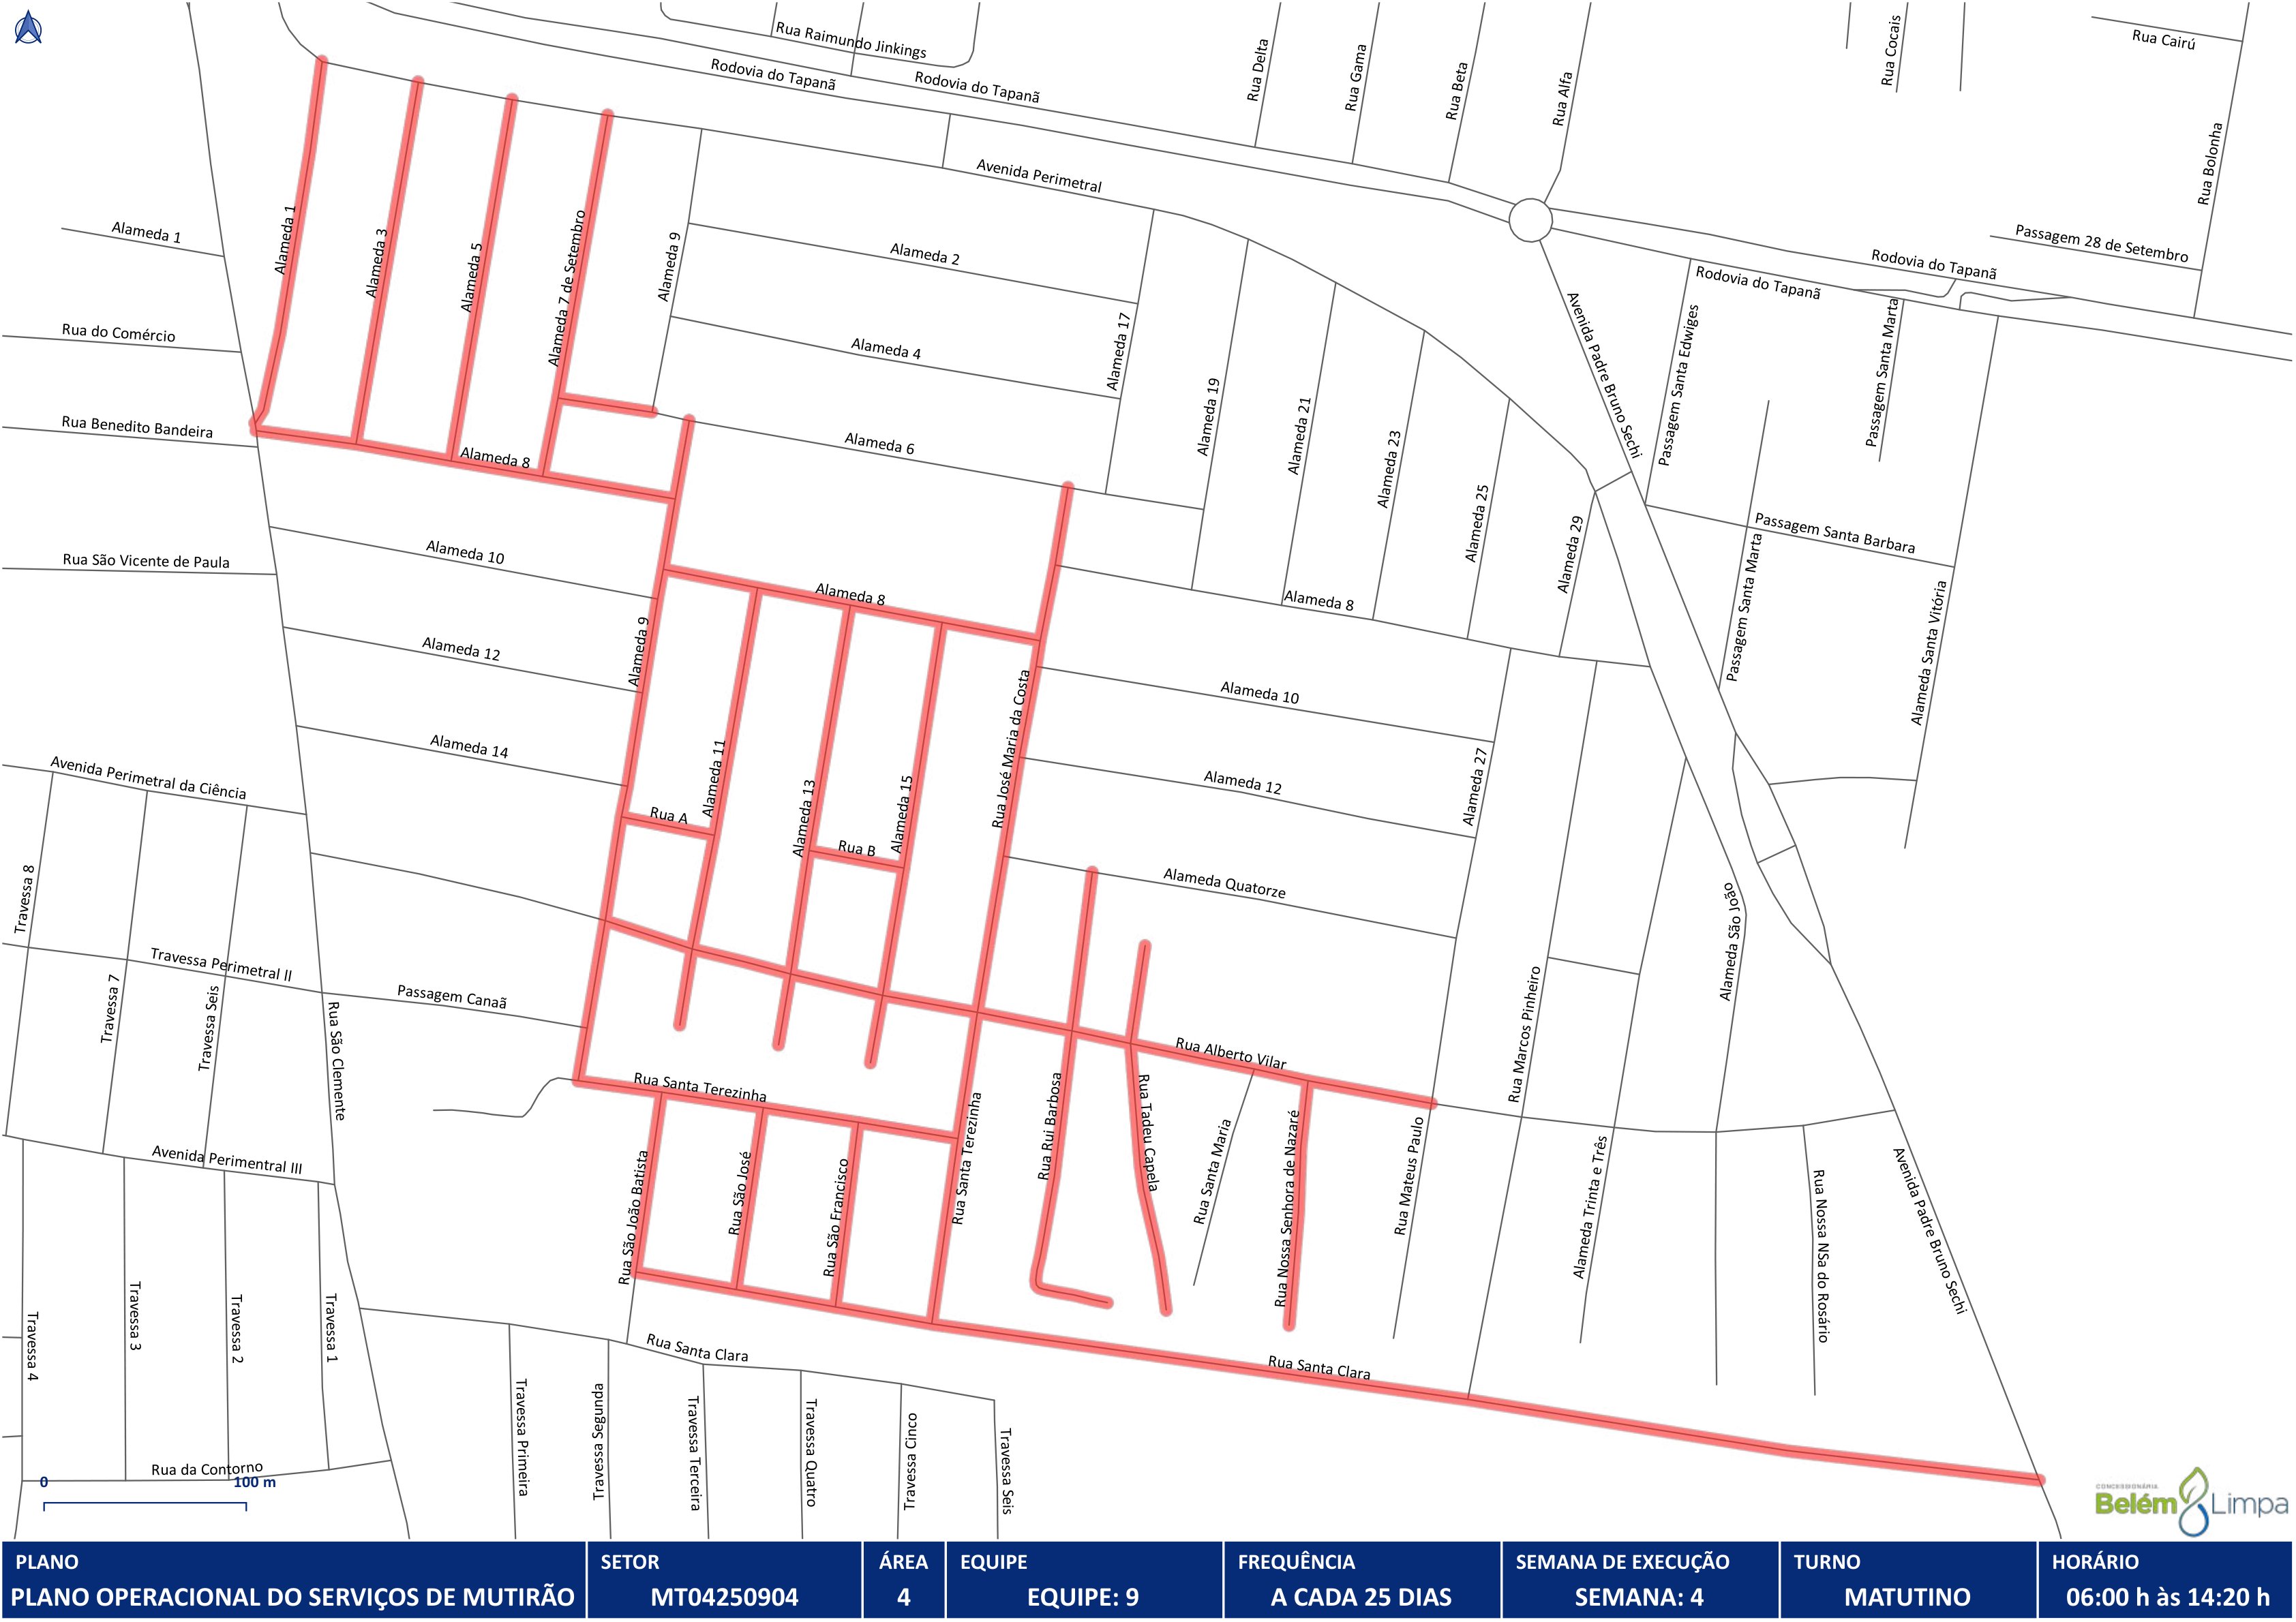 Rua Raimundo Jinkings
Rodovia do Tapanã
Rodovia do Tapanã
Rua Delta
Rua Gama
Rua Beta
Rua Alfa
Rua Cocais
Rua Cairú
Rua Bolonha
Avenida Perimetral
Passagem 28 de Setembro
Rodovia do Tapanã
Rodovia do Tapanã
Alameda 1
Alameda 1
Alameda 3
Alameda 5
Alameda 7 de Setembro
Alameda 9
Alameda 2
Alameda 4
Alameda 17
Alameda 19
Alameda 21
Alameda 23
Alameda 25
Alameda 29
Avenida Padre Bruno Sechi
Passagem Santa Edwiges
Passagem Santa Marta
Rua do Comércio
Rua Benedito Bandeira
Alameda 8
Alameda 6
Passagem Santa Barbara
Passagem Santa Marta
Alameda Santa Vitória
Rua São Vicente de Paula
Alameda 10
Alameda 8
Alameda 8
Alameda 12
Alameda 9
Alameda 10
Alameda 14
Alameda 11
Alameda 13
Alameda 15
Rua José Maria da Costa
Alameda 12
Alameda 27
Avenida Perimetral da Ciência
Rua A
Rua B
Alameda Quatorze
Alameda São João
Travessa 8
Travessa Perimetral II
Travessa 7
Travessa Seis
Passagem Canaã
Rua São Clemente
Rua Marcos Pinheiro
Rua Alberto Vilar
Rua Santa Terezinha
Rua Santa Terezinha
Rua Rui Barbosa
Rua Tadeu Capela
Rua Santa Maria
Rua Nossa Senhora de Nazaré
Rua Mateus Paulo
Alameda Trinta e Três
Rua Nossa NSa do Rosário
Avenida Padre Bruno Sechi
Avenida Perimentral III
Rua São João Batista
Rua São José
Rua São Francisco
Travessa 4
Travessa 3
Travessa 2
Travessa 1
Rua Santa Clara
Rua Santa Clara
Travessa Primeira
Travessa Segunda
Travessa Terceira
Travessa Quatro
Travessa Cinco
Travessa Seis
Rua da Contorno
0 100 m
CONCESSIONÁRIA
Belém Limpa
PLANO
PLANO OPERACIONAL DO SERVIÇOS DE MUTIRÃO
SETOR
MT04250904
ÁREA
4
EQUIPE
EQUIPE: 9
FREQUÊNCIA
A CADA 25 DIAS
SEMANA DE EXECUÇÃO
SEMANA: 4
TURNO
MATUTINO
HORÁRIO
06:00 h às 14:20 h